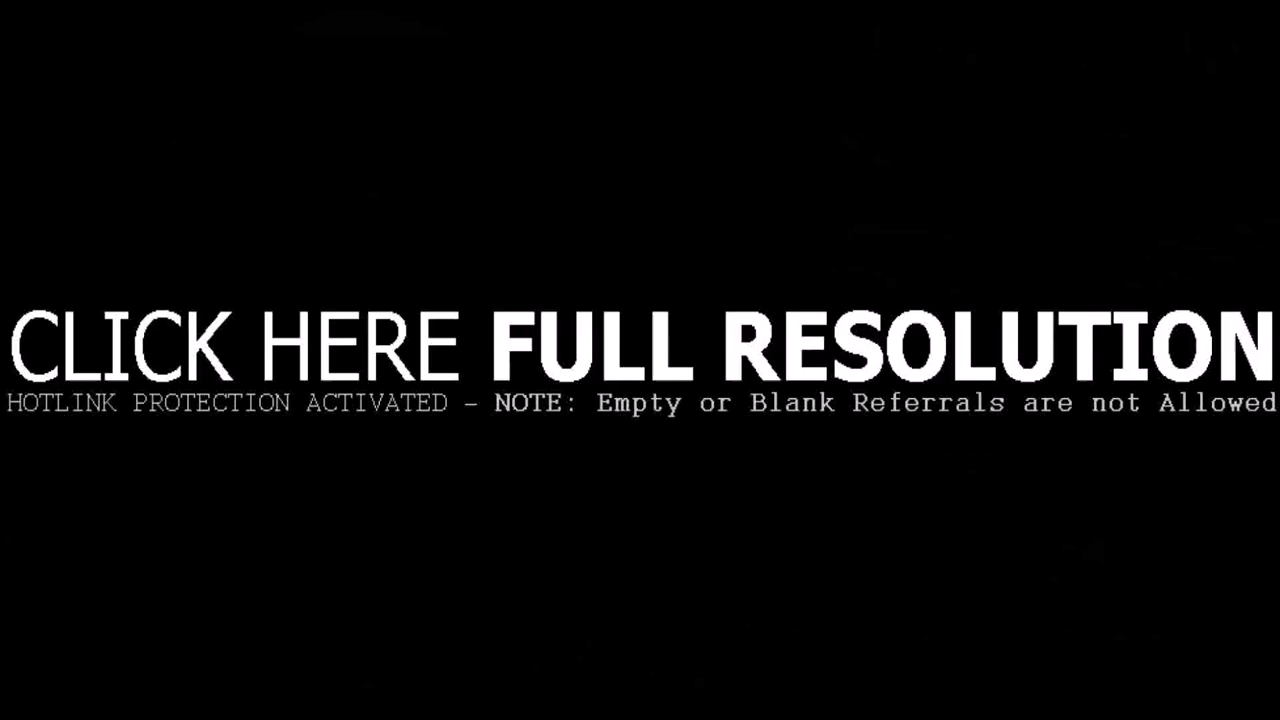 CLICK HERE FULL RESOLUTION
HOTLINK PROTECTION ACTIVATED - NOTE: Empty or Blank Referrals are not Allowed